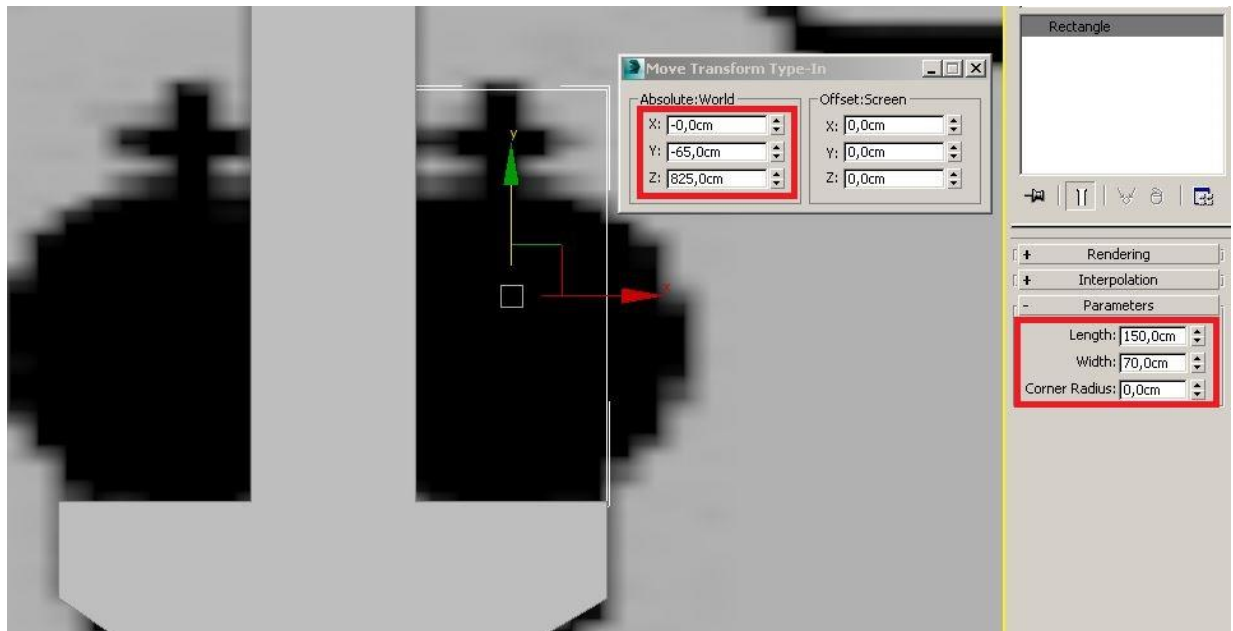 Rectangle
Move Transform Type-In
Absolute:World
Offset:Screen
X: -0,0cm
X: 0,0cm
Y: -65,0cm
Y: 0,0cm
Z: 825,0cm
Z: 0,0cm
y
x
+ Rendering
+ Interpolation
- Parameters
Length: 150,0cm
Width: 70,0cm
Corner Radius: 0,0cm